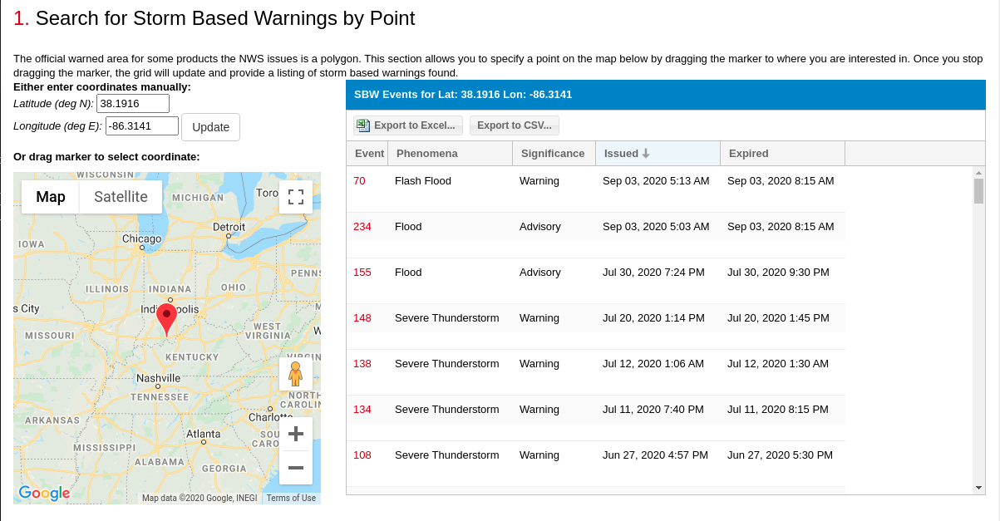 1. Search for Storm Based Warnings by Point
The official warned area for some products the NWS issues is a polygon. This section allows you to specify a point on the map below by dragging the marker to where you are interested in. Once you stop
dragging the marker, the grid will update and provide a listing of storm based warnings found.
Either enter coordinates manually:
Latitude (deg N): 38.1916
Longitude (deg E): -86.3141 Update
Or drag marker to select coordinate:
Map Satellite
WISCONSIN
MICHIGAN
Toro
Detroit
Chicago
IOWA
PENNS
ILLINOIS INDIANA OHIO
s City
Ind polis
MISSOURI
WEST
VIRGINIA
W
KENTUCKY
VIRGIN
Nashville
TENNESSEE
NORTH
CAROLIN
ARKANSAS
Charlotte
Atlanta
SOU
CARO
MISSISSIPPI
ALABAMA
GEORGIA
Google
Map data ©2020 Google, INEGI Terms of Use
SBW Events for Lat: 38.1916 Lon: -86.3141
Export to Excel... Export to CSV...
Event Phenomena Significance Issued Expired
70 Flash Flood Warning Sep 03, 2020 5:13 AM Sep 03, 2020 8:15 AM
234 Flood Advisory Sep 03, 2020 5:03 AM Sep 03, 2020 8:15 AM
155 Flood Advisory Jul 30, 2020 7:24 PM Jul 30, 2020 9:30 PM
148 Severe Thunderstorm Warning Jul 20, 2020 1:14 PM Jul 20, 2020 1:45 PM
138 Severe Thunderstorm Warning Jul 12, 2020 1:06 AM Jul 12, 2020 1:30 AM
134 Severe Thunderstorm Warning Jul 11, 2020 7:40 PM Jul 11, 2020 8:15 PM
108 Severe Thunderstorm Warning Jun 27, 2020 4:57 PM Jun 27, 2020 5:30 PM